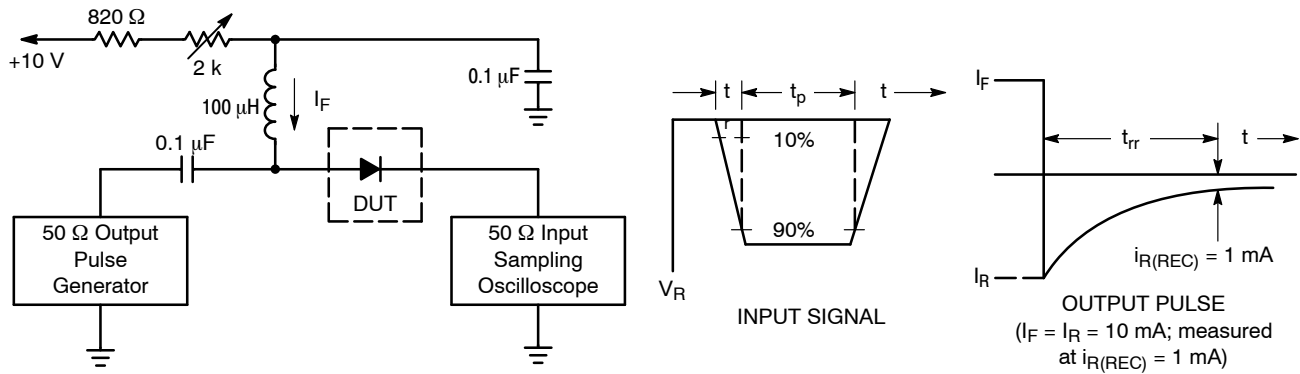 820 Ω
+10 V
2 k
100 μH
I_F
0.1 μF
0.1 μF
DUT
50 Ω Output
Pulse
Generator
50 Ω Input
Sampling
Oscilloscope
t_r
t_p
t
10%
90%
V_R
INPUT SIGNAL
I_F
t_rr
t
i_R(REC) = 1 mA
I_R
OUTPUT PULSE
(I_F = I_R = 10 mA; measured
at i_R(REC) = 1 mA)